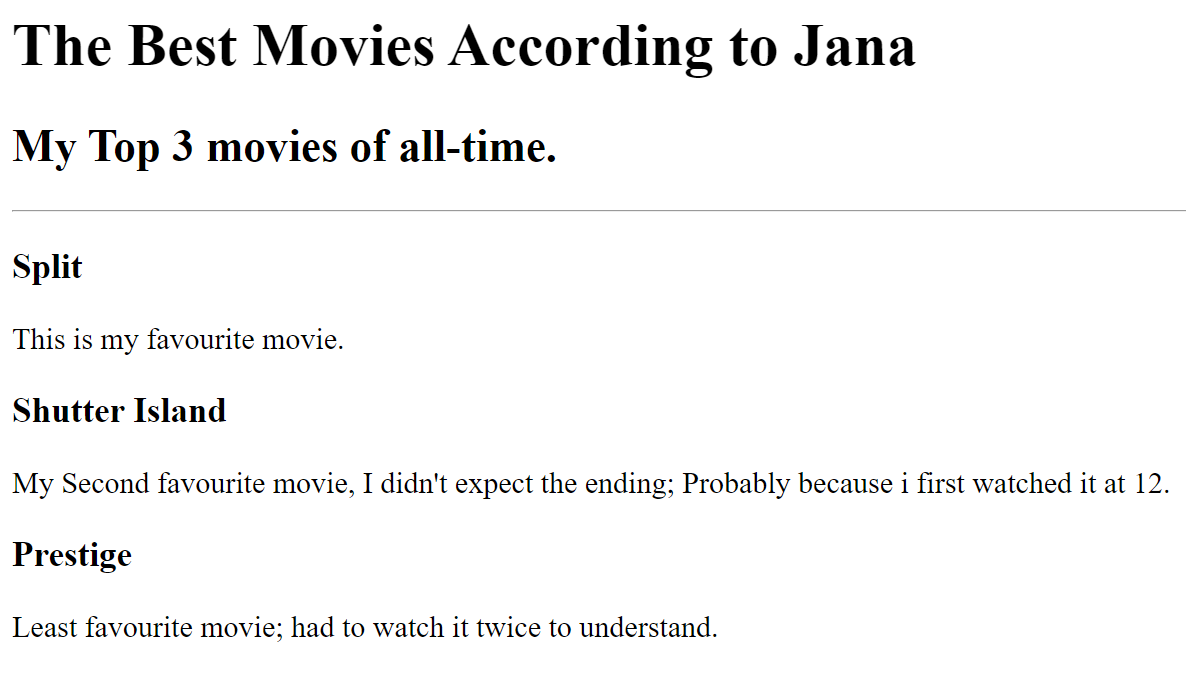 The Best Movies According to Jana
My Top 3 movies of all-time.
Split
This is my favourite movie.
Shutter Island
My Second favourite movie, I didn't expect the ending; Probably because i first watched it at 12.
Prestige
Least favourite movie; had to watch it twice to understand.